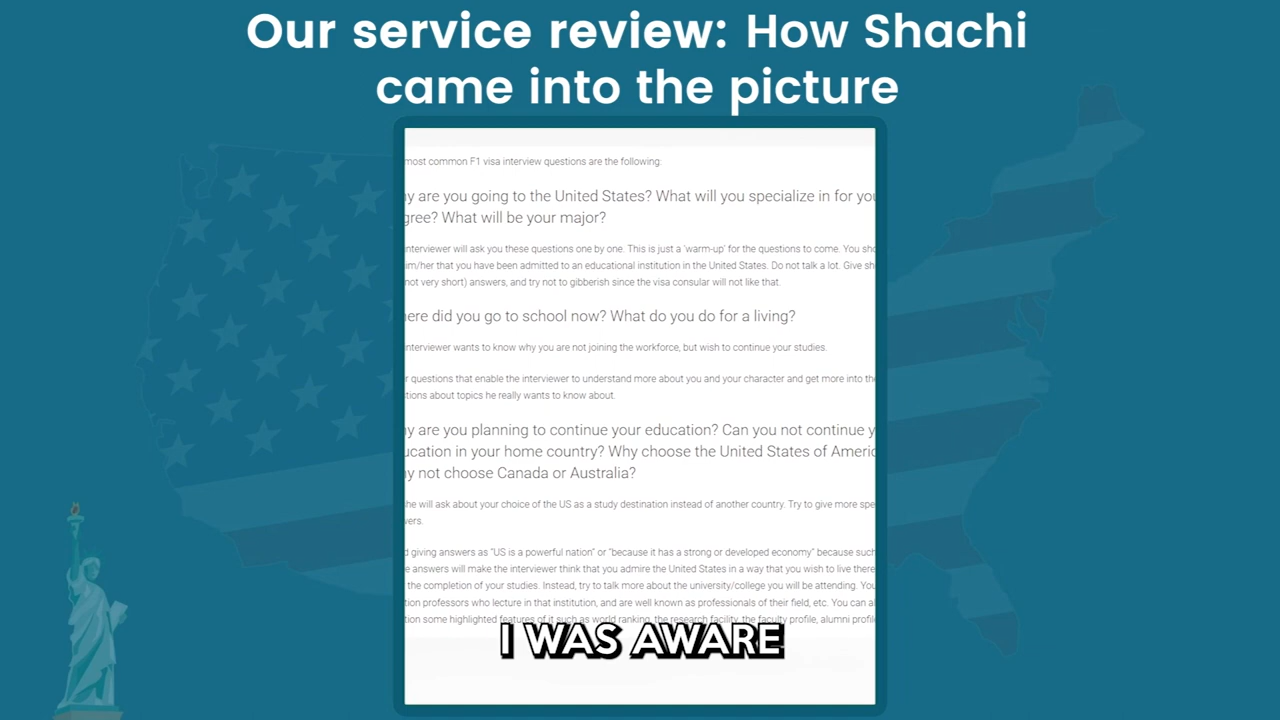 Our service review: How Shachi
came into the picture
most common F1 visa interview questions are the following:
y are you going to the United States? What will you specialize in for you
gree? What will be your major?
nterviewer will ask you these questions one by one. This is just a 'warm-up' for the questions to come. You sho
im/her that you have been admitted to an educational institution in the United States. Do not talk a lot. Give sh
not very short) answers, and try not to gibberish since the visa consular will not like that.
ere did you go to school now? What do you do for a living?
nterviewer wants to know why you are not joining the workforce, but wish to continue your studies.
r questions that enable the interviewer to understand more about you and your character and get more into the
tions about topics he really wants to know about.
y are you planning to continue your education? Can you not continue y
ucation in your home country? Why choose the United States of Americ
y not choose Canada or Australia?
he will ask about your choice of the US as a study destination instead of another country. Try to give more spe
vers.
d giving answers as "US is a powerful nation" or "because it has a strong or developed economy" because such
e answers will make the interviewer think that you admire the United States in a way that you wish to live there
the completion of your studies. Instead, try to talk more about the university/college you will be attending. You
tion professors who lecture in that institution, and are well known as professionals of their field, etc. You can al
tion some highlighted features of it such as world ranking, the research facility, the faculty profile, alumni profil
I WAS AWARE